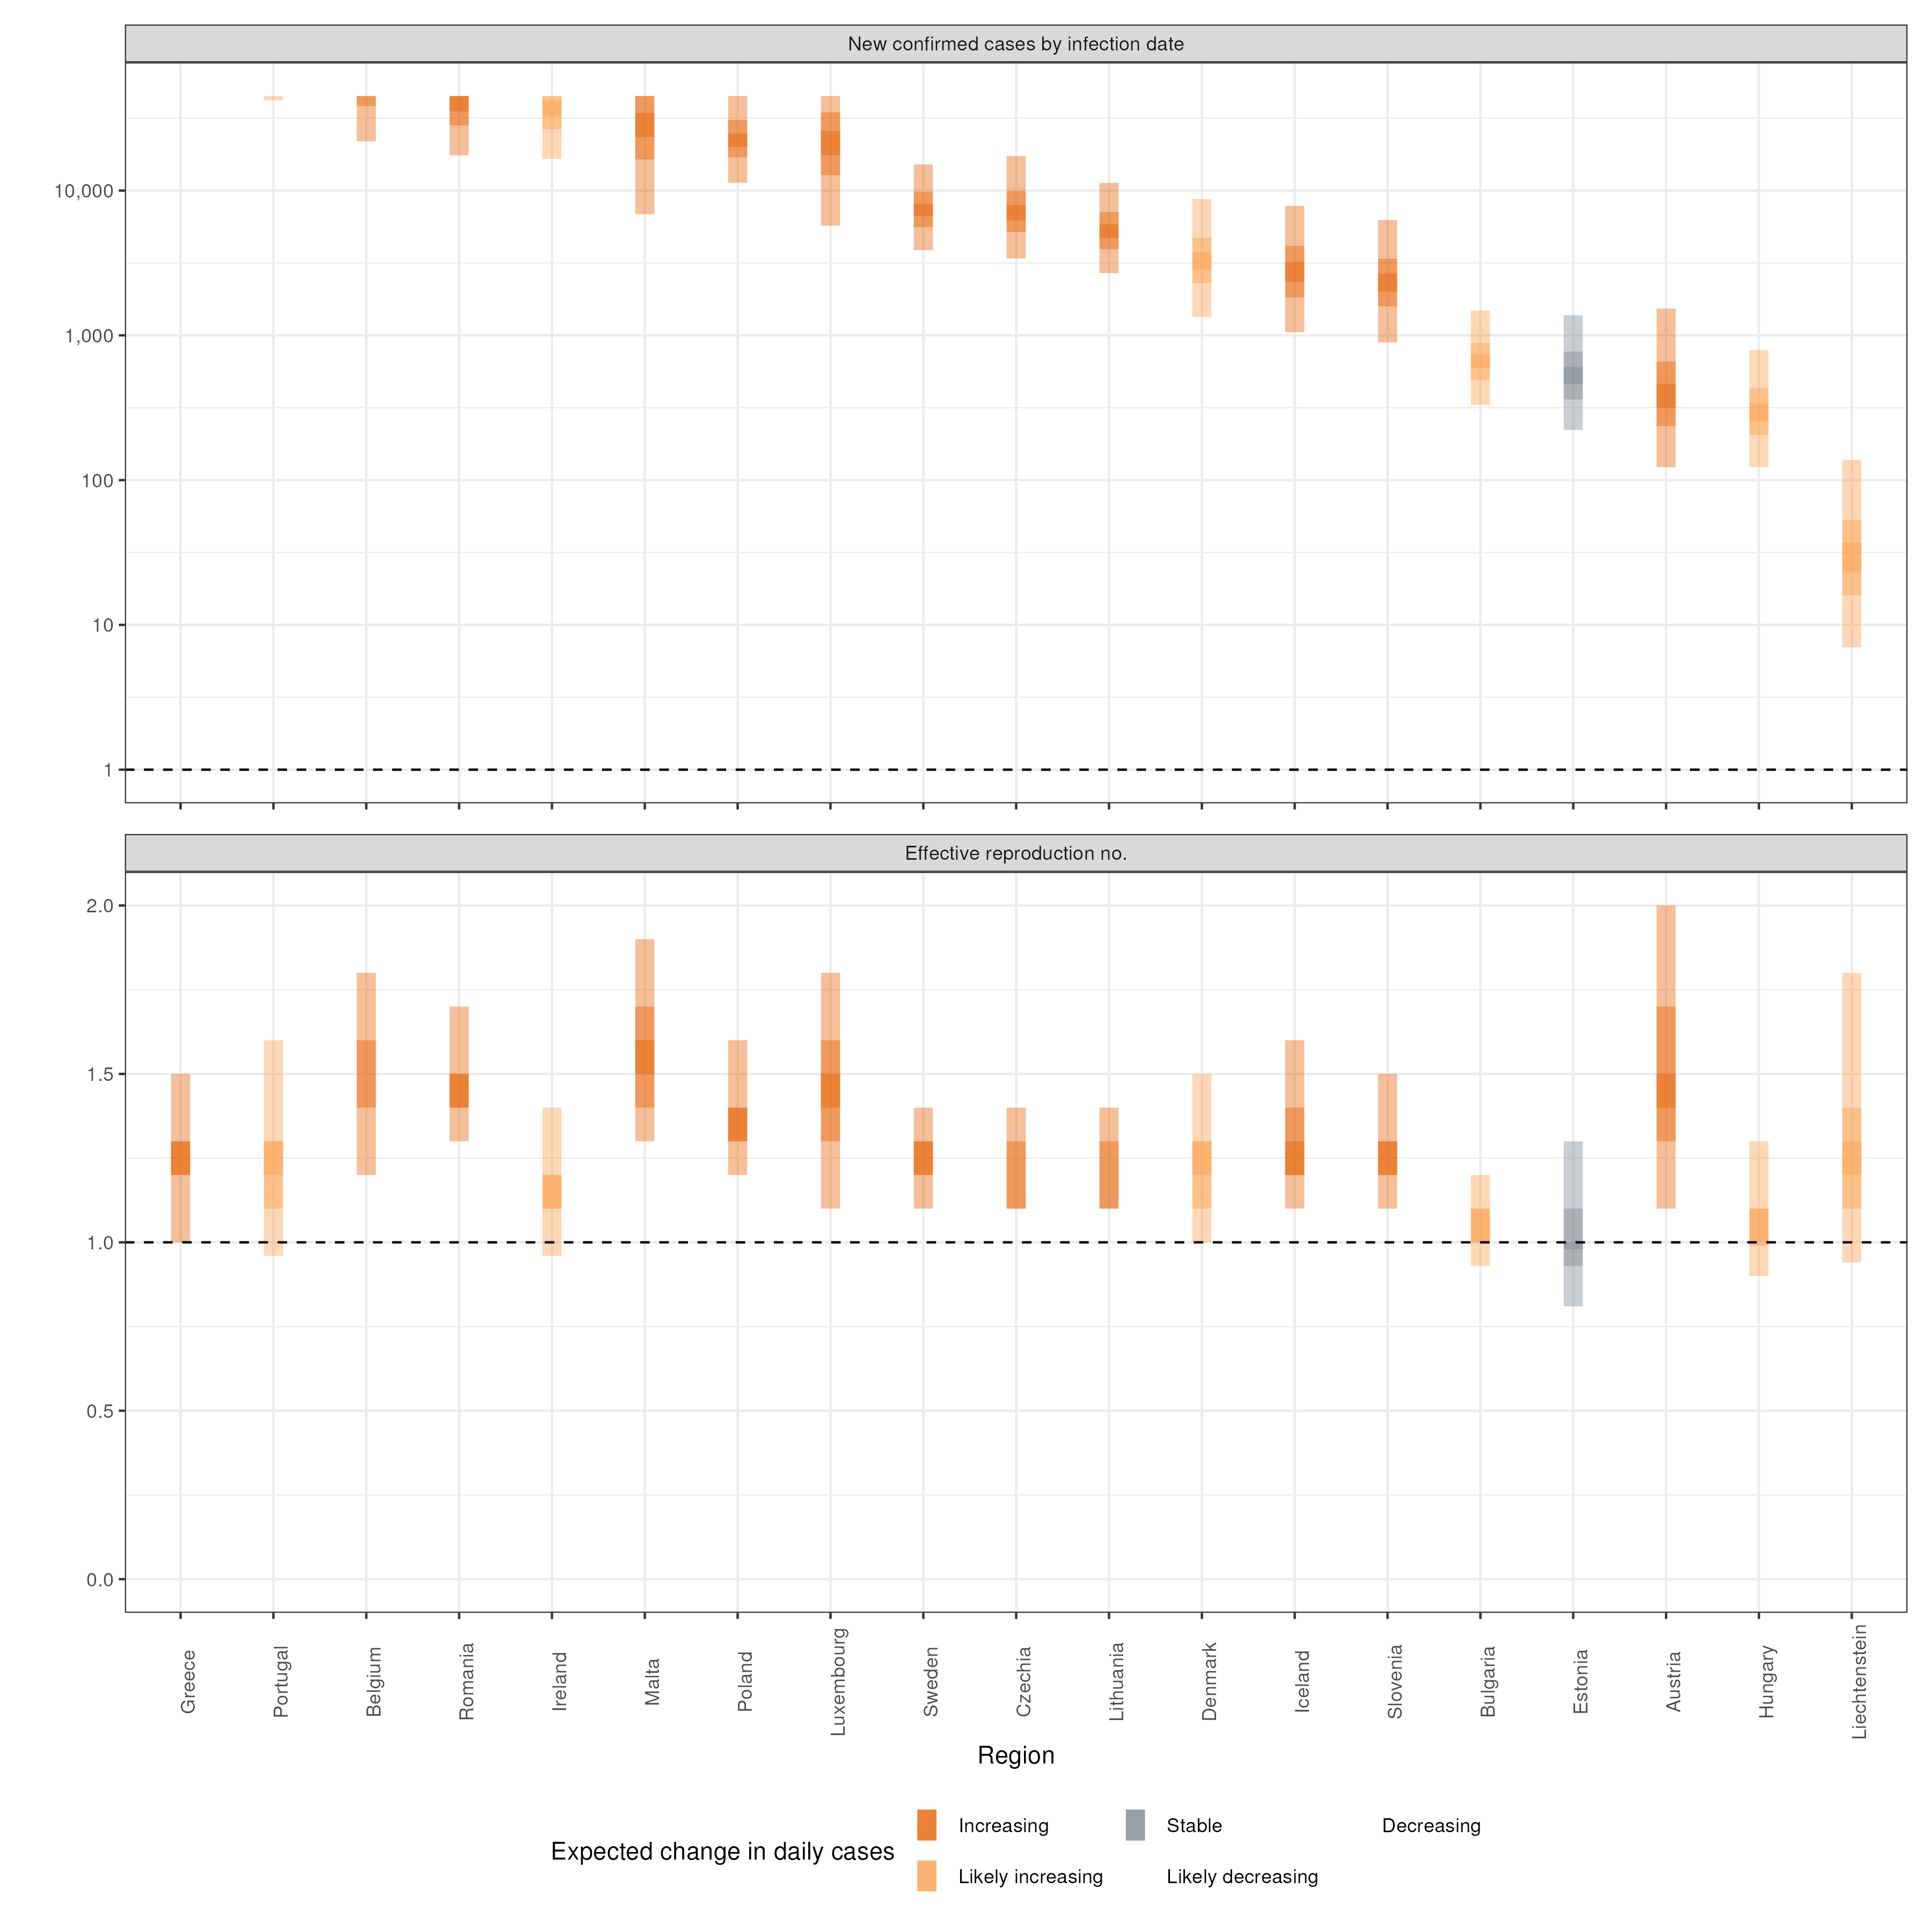 New confirmed cases by infection date
10,000
1,000
100
10
1
Effective reproduction no.
2.0
1.5
1.0
0.5
0.0
Greece
Portugal
Belgium
Romania
Ireland
Malta
Poland
Luxembourg
Sweden
Czechia
Lithuania
Denmark
Iceland
Slovenia
Bulgaria
Estonia
Austria
Hungary
Liechtenstein
Region
Expected change in daily cases
Increasing
Stable
Decreasing
Likely increasing
Likely decreasing